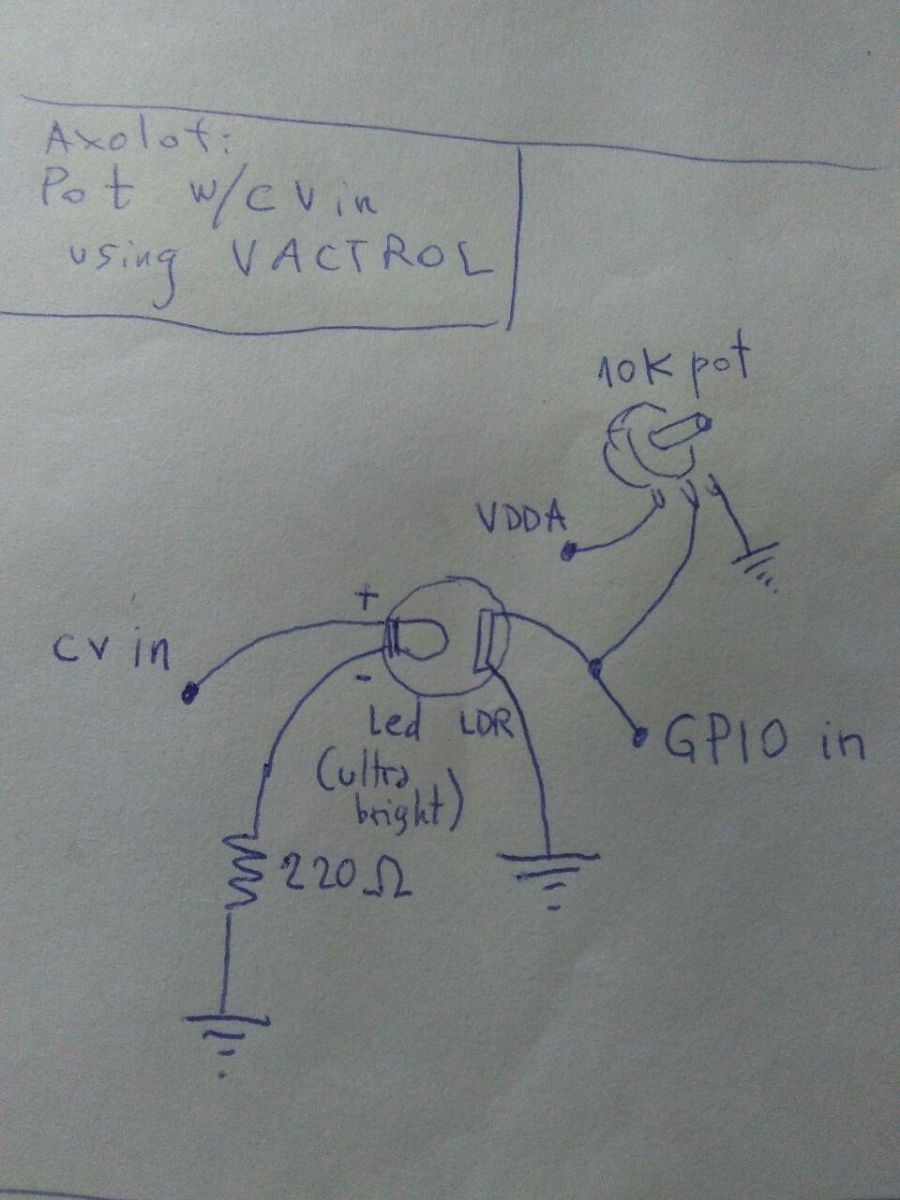 Axolot:
Pot w/CV in
using VACTROL
10K pot
VDDA
+
CV in
-
Led LDR
(ultra
bright)
GPIO in
220Ω